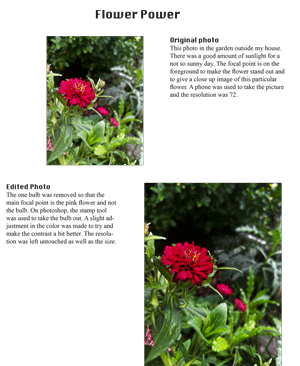 Flower Power
Original photo
This photo in the garden outside my house.
There was a good amount of sunlight for a
not so sunny day. The focal point is on the
foreground to make the flower stand out and
to give a close up image of this particular
flower. A phone was used to take the picture
and the resolution was 72.
Edited Photo
The one bulb was removed so that the
main focal point is the pink flower and not
the bulb. On photoshop, the stamp tool
was used to take the bulb out. A slight ad-
justment in the color was made to try and
make the contrast a bit better. The resolu-
tion was left untouched as well as the size.